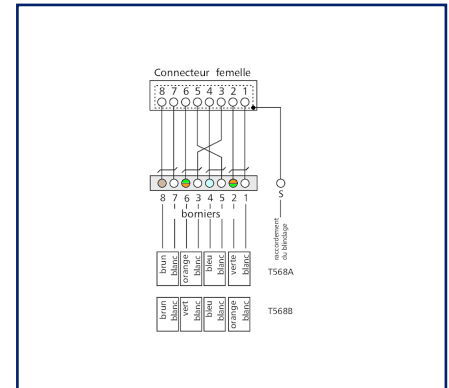 Connecteur femelle
8 7 6 5 4 3 2 1
8 7 6 3 4 5 2 1
S
borniers
raccordement
du blindage
brun blanc orange blanc bleu blanc verte blanc T568A
brun blanc vert blanc bleu blanc orange blanc T568B